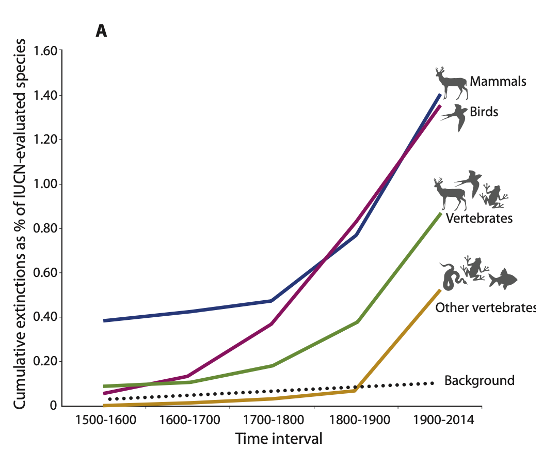 A
Cumulative extinctions as % of IUCN-evaluated species
1.60
1.40
1.20
1.00
0.80
0.60
0.40
0.20
0
Mammals
Birds
Vertebrates
Other vertebrates
Background
1500-1600 1600-1700 1700-1800 1800-1900 1900-2014
Time interval